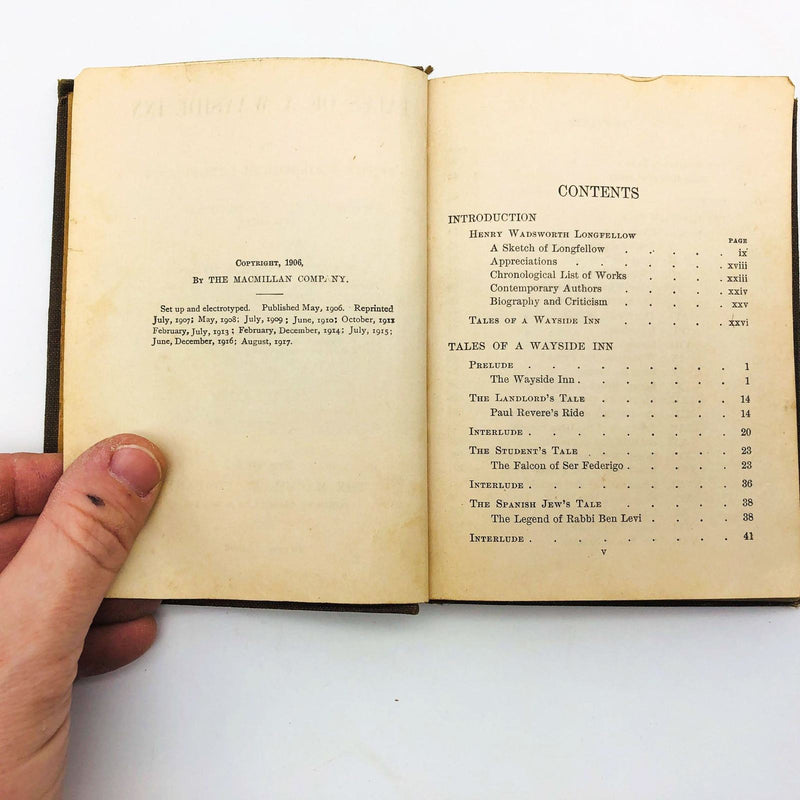 COPYRIGHT, 1906,
BY THE MACMILLAN COMPANY.
Set up and electrotyped. Published May, 1906. Reprinted
July, 1907; May, 1908; July, 1909; June, 1910; October, 1911
February, July, 1913; February, December, 1914; July, 1915;
June, December, 1916; August, 1917.
CONTENTS
INTRODUCTION
HENRY WADSWORTH LONGFELLOW
PAGE
A Sketch of Longfellow . . . . . ix
Appreciations . . . . . . xviii
Chronological List of Works . . . . xxiii
Contemporary Authors . . . . . xxiv
Biography and Criticism . . . . . xxv
TALES OF A WAYSIDE INN . . . . . xxvi
TALES OF A WAYSIDE INN
PRELUDE . . . . . . . . 1
The Wayside Inn . . . . . . . 1
THE LANDLORD'S TALE . . . . . . 14
Paul Revere's Ride . . . . . . 14
INTERLUDE . . . . . . . . 20
THE STUDENT'S TALE . . . . . . 23
The Falcon of Ser Federigo . . . . . 23
INTERLUDE . . . . . . . . 36
THE SPANISH JEW'S TALE . . . . . 38
The Legend of Rabbi Ben Levi . . . . 38
INTERLUDE . . . . . . . . 41
v